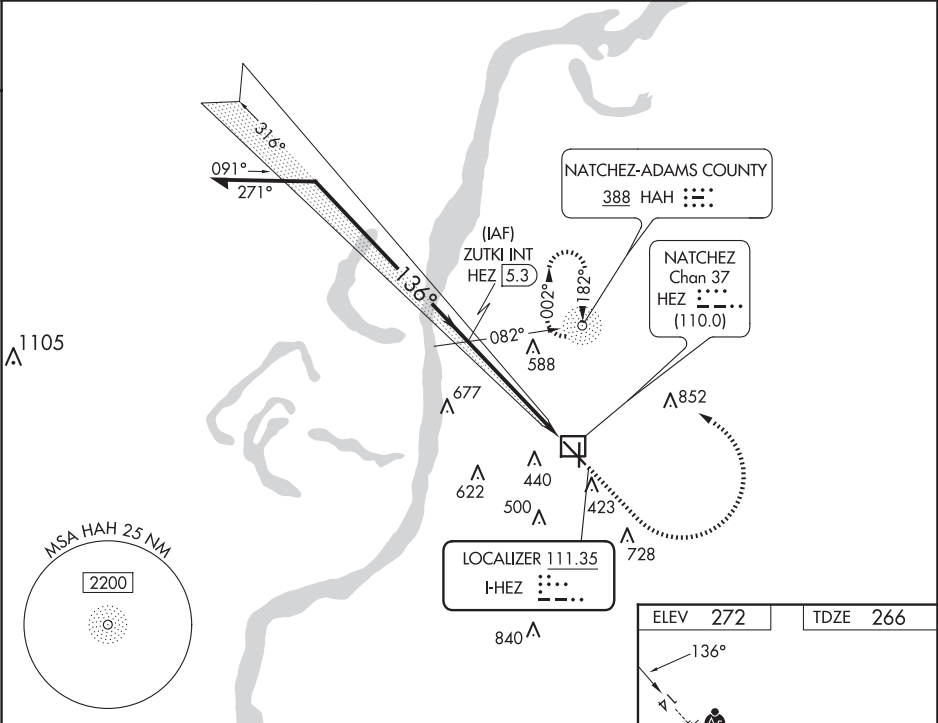 316°
091°
271°
136°
(IAF)
ZUTKI INT
HEZ 5.3
002°
182°
082°
NATCHEZ-ADAMS COUNTY
388 HAH
NATCHEZ
Chan 37
HEZ
(110.0)
1105
588
677
852
622
440
500
423
728
LOCALIZER 111.35
I-HEZ
840
MSA HAH 25 NM
2200
ELEV 272
TDZE 266
136°
14
A5